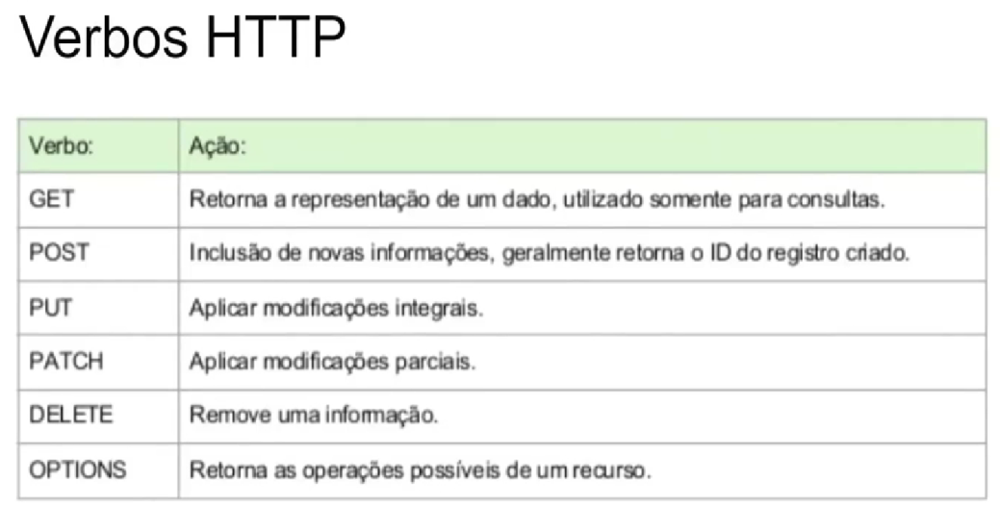 Verbos HTTP
Verbo: Ação:
GET Retorna a representação de um dado, utilizado somente para consultas.
POST Inclusão de novas informações, geralmente retorna o ID do registro criado.
PUT Aplicar modificações integrais.
PATCH Aplicar modificações parciais.
DELETE Remove uma informação.
OPTIONS Retorna as operações possíveis de um recurso.